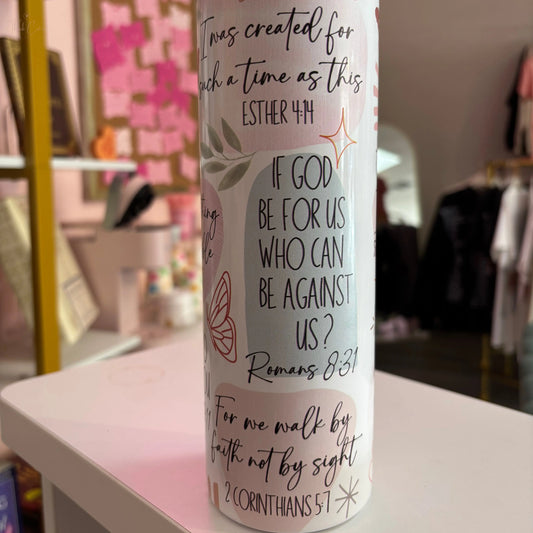 I was created for
such a time as this
ESTHER 4:14
IF GOD
BE FOR US
WHO CAN
BE AGAINST
US?
Romans 8:31
For we walk by
faith not by sight
2 CORINTHIANS 5:7